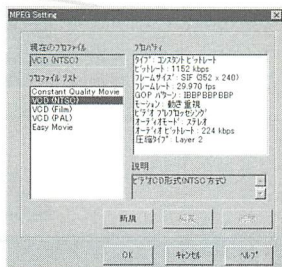 MPEG Setting
現在のプロファイル
VCD (NTSC)
プロファイル リスト
Constant Quality Movie
VCD (NTSC)
VCD (Film)
VCD (PAL)
Easy Movie
プロパティ
タイプ: コンスタント ビットレート
ビットレート: 1152 kbps
フレームサイズ: SIF (352 x 240)
フレームレート: 29.970 fps
GOP パターン: IBBPBBPBBP
モーション: 動き重視
ビデオ プリプロセッシング
オーディオモード: ステレオ
オーディオ ビットレート: 224 kbps
圧縮タイプ: Layer 2
説明
ビデオCD形式(NTSC方式)
新規
OK
キャンセル
ヘルプ